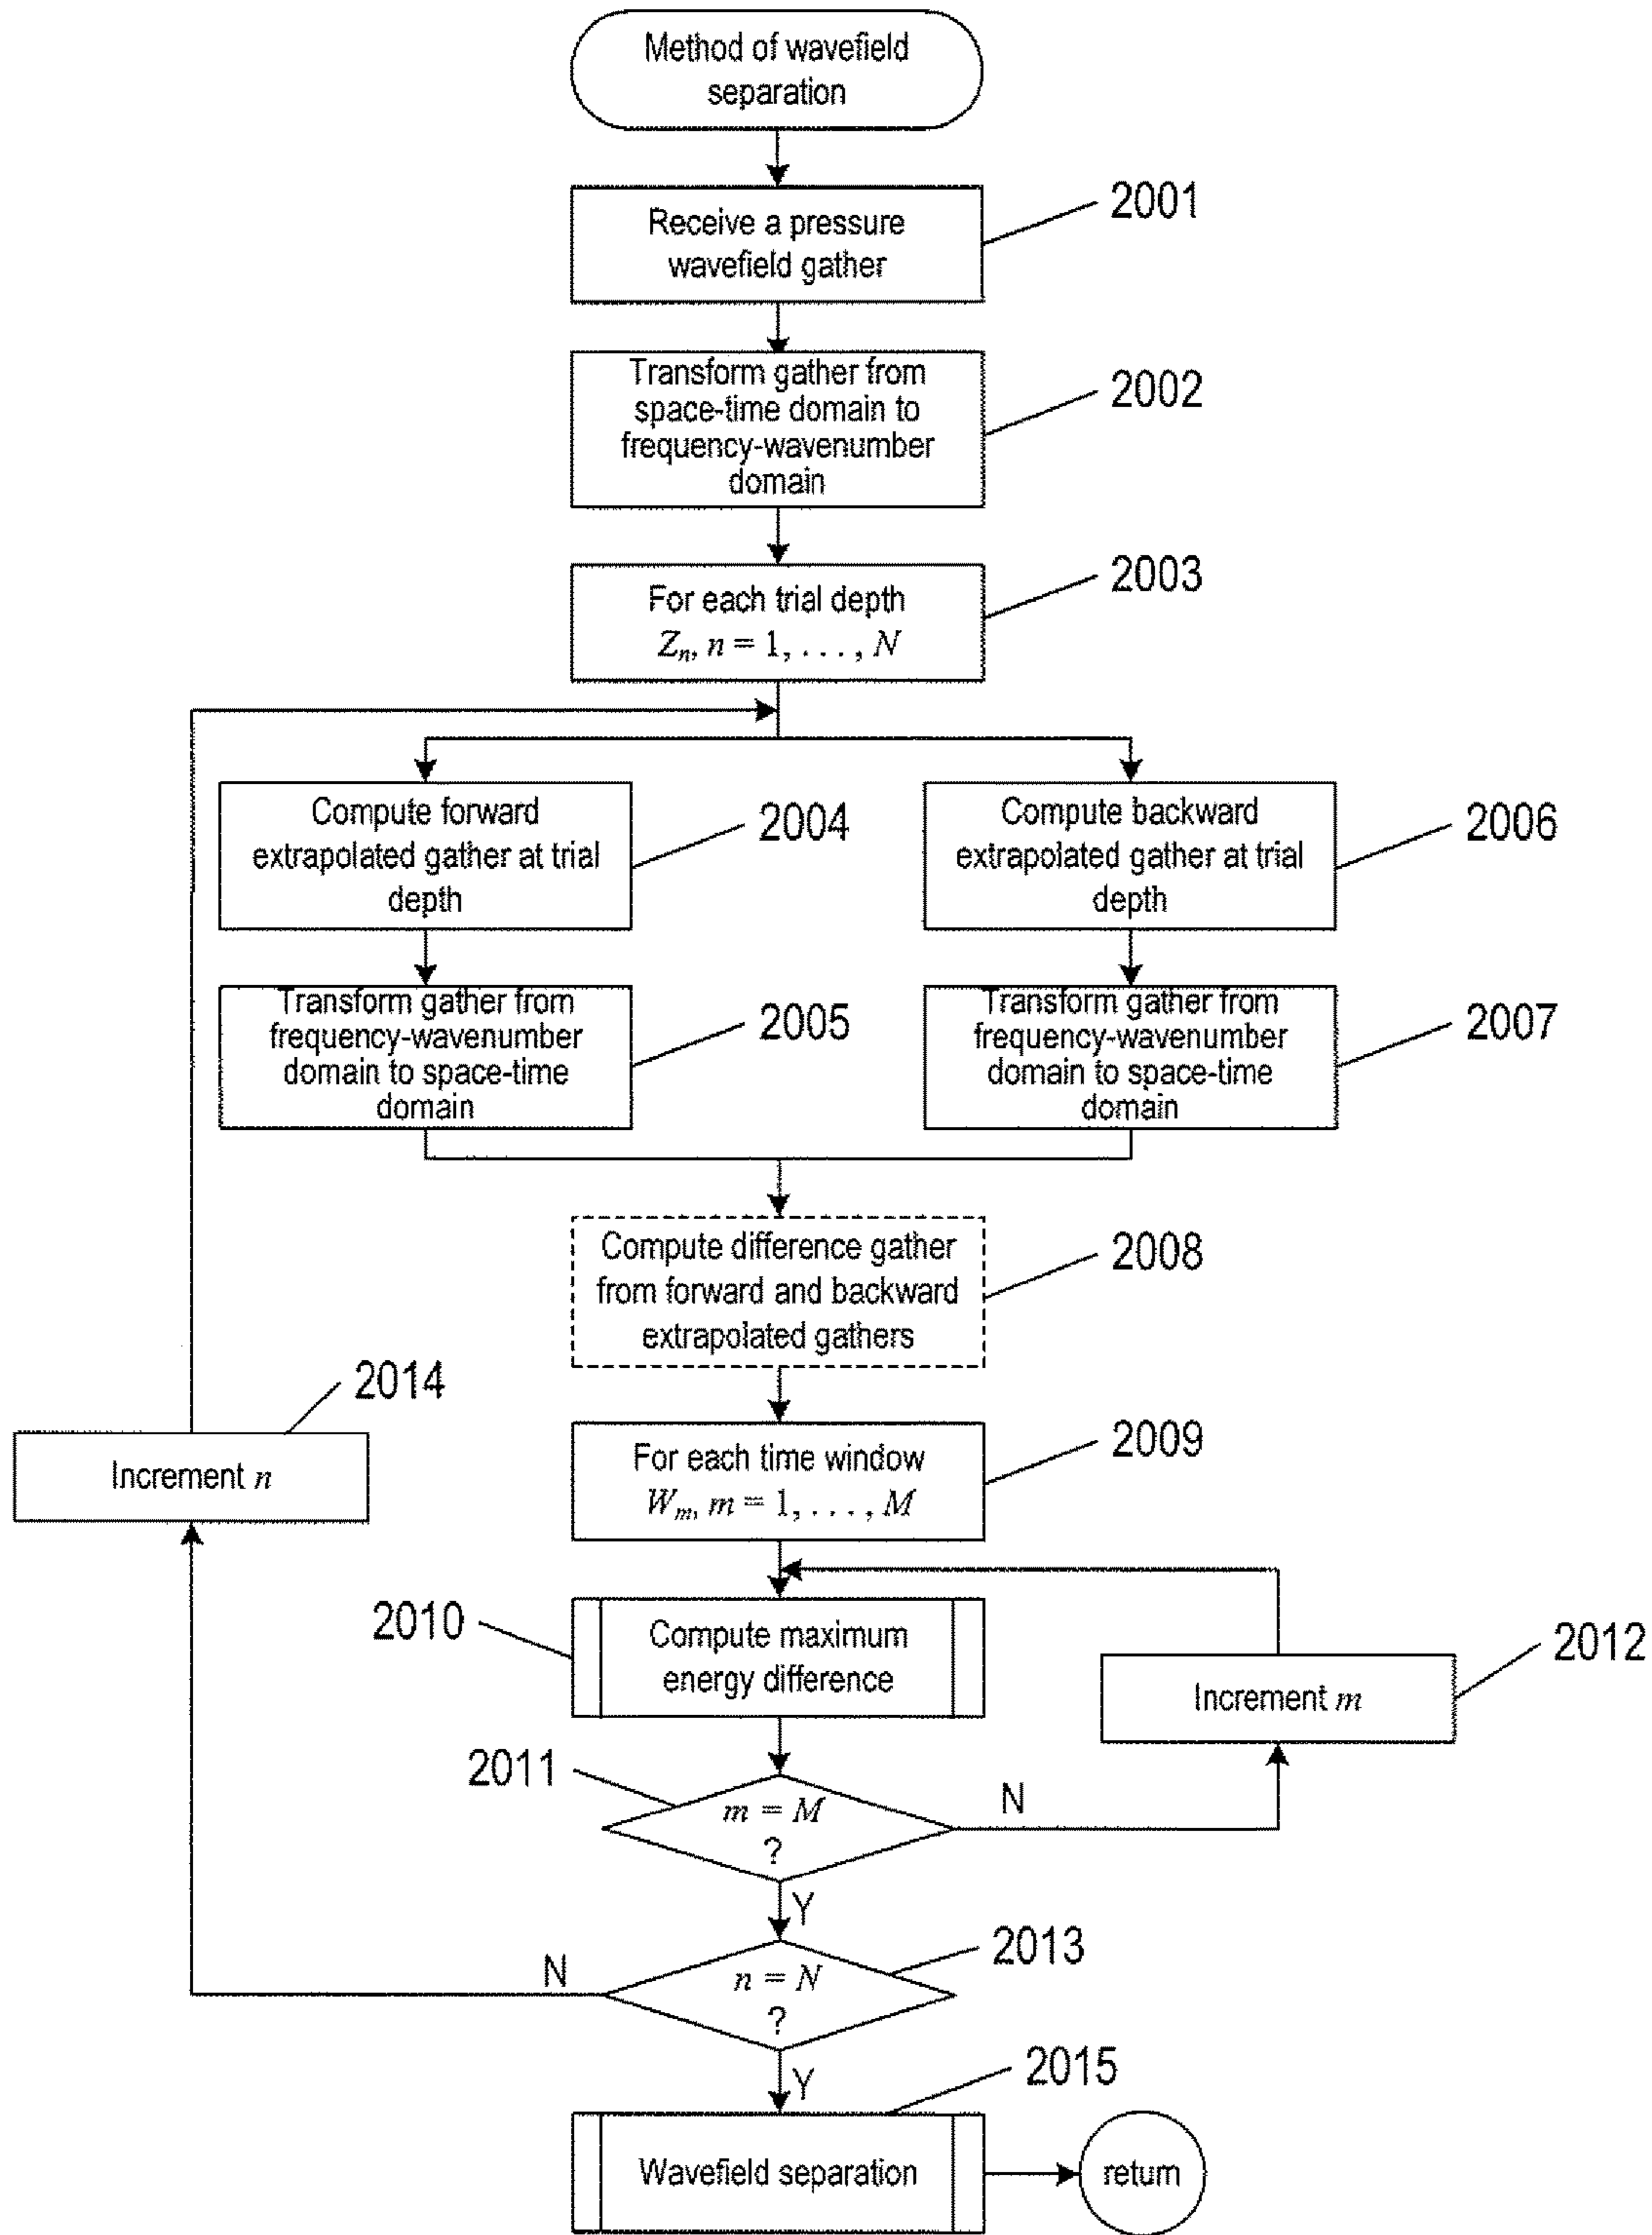 Method of wavefield
separation
2001
Receive a pressure
wavefield gather
2002
Transform gather from
space-time domain to
frequency-wavenumber
domain
2003
For each trial depth
Zn, n = 1, . . . , N
2004
Compute forward
extrapolated gather at trial
depth
2006
Compute backward
extrapolated gather at trial
depth
2005
Transform gather from
frequency-wavenumber
domain to space-time
domain
2007
Transform gather from
frequency-wavenumber
domain to space-time
domain
2008
Compute difference gather
from forward and backward
extrapolated gathers
2014
Increment n
2009
For each time window
Wm, m = 1, . . . , M
2010
Compute maximum
energy difference
2012
Increment m
2011
m = M
?
N
Y
2013
n = N
?
N
Y
2015
Wavefield separation
return